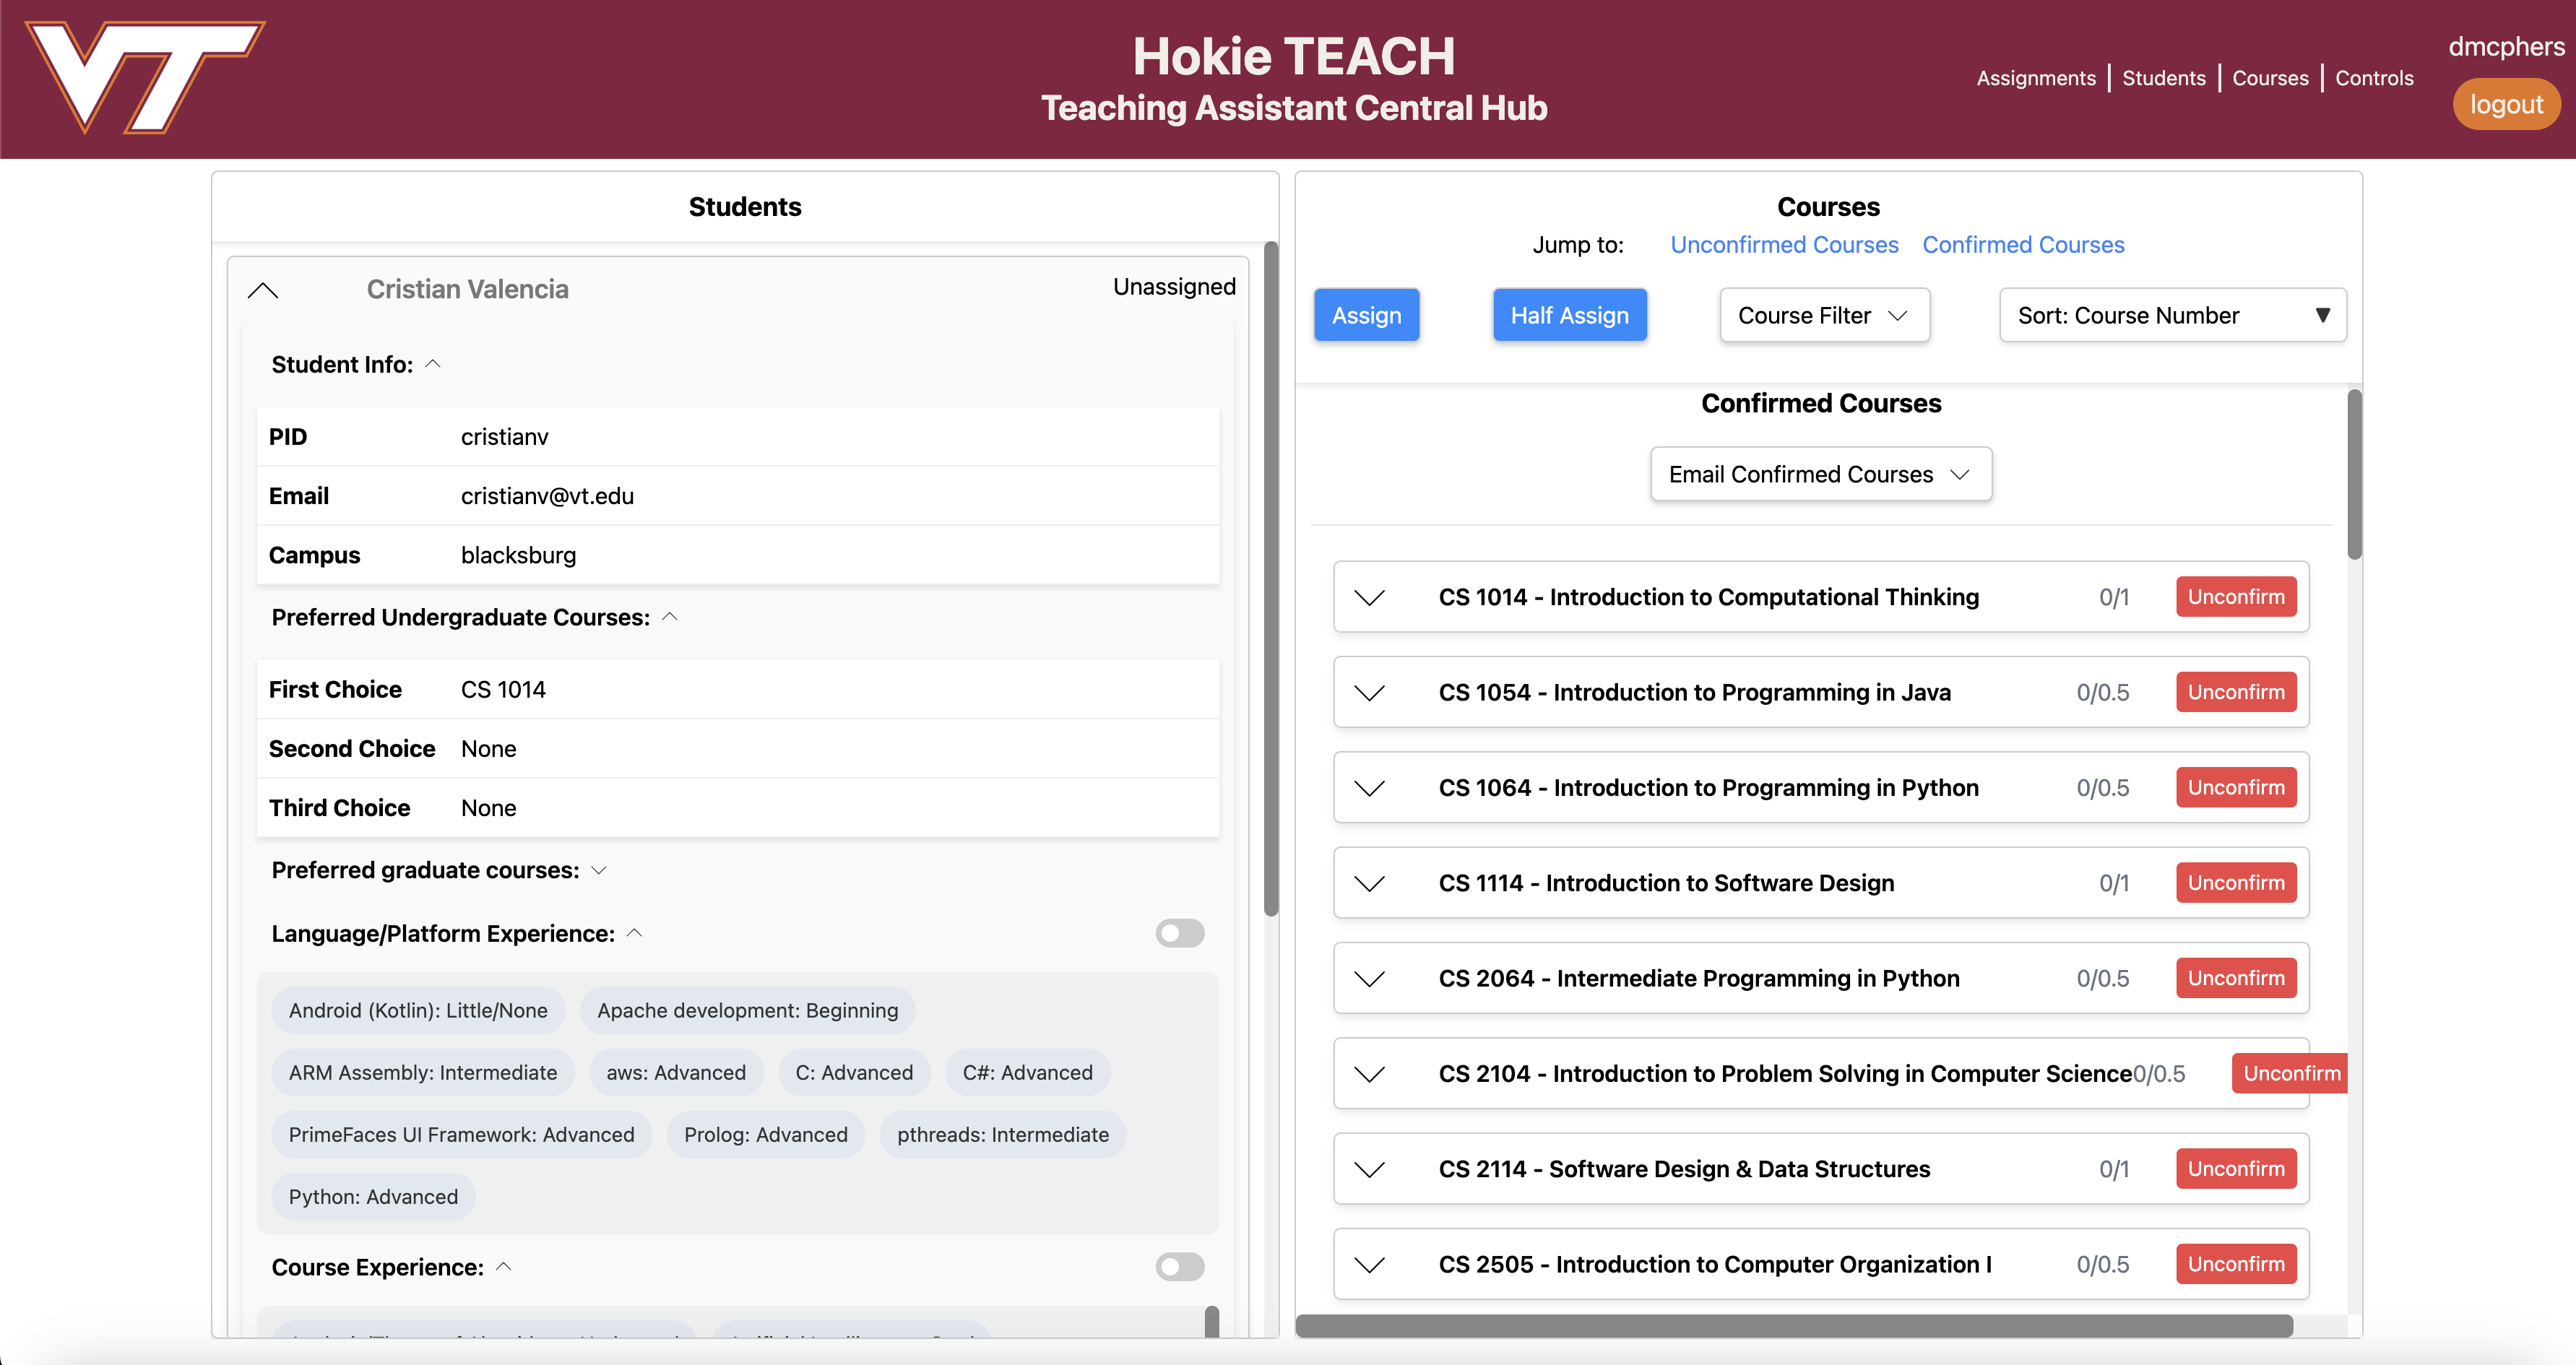 VT
Hokie TEACH
Teaching Assistant Central Hub
Assignments | Students | Courses | Controls
dmcphers
logout
Students
Cristian Valencia
Unassigned
Student Info:
PID cristianv
Email cristianv@vt.edu
Campus blacksburg
Preferred Undergraduate Courses:
First Choice CS 1014
Second Choice None
Third Choice None
Preferred graduate courses:
Language/Platform Experience:
Android (Kotlin): Little/None Apache development: Beginning
ARM Assembly: Intermediate aws: Advanced C: Advanced C#: Advanced
PrimeFaces UI Framework: Advanced Prolog: Advanced pthreads: Intermediate
Python: Advanced
Course Experience:
Courses
Jump to: Unconfirmed Courses Confirmed Courses
Assign Half Assign Course Filter Sort: Course Number
Confirmed Courses
Email Confirmed Courses
CS 1014 - Introduction to Computational Thinking 0/1 Unconfirm
CS 1054 - Introduction to Programming in Java 0/0.5 Unconfirm
CS 1064 - Introduction to Programming in Python 0/0.5 Unconfirm
CS 1114 - Introduction to Software Design 0/1 Unconfirm
CS 2064 - Intermediate Programming in Python 0/0.5 Unconfirm
CS 2104 - Introduction to Problem Solving in Computer Science 0/0.5 Unconfirm
CS 2114 - Software Design & Data Structures 0/1 Unconfirm
CS 2505 - Introduction to Computer Organization I 0/0.5 Unconfirm